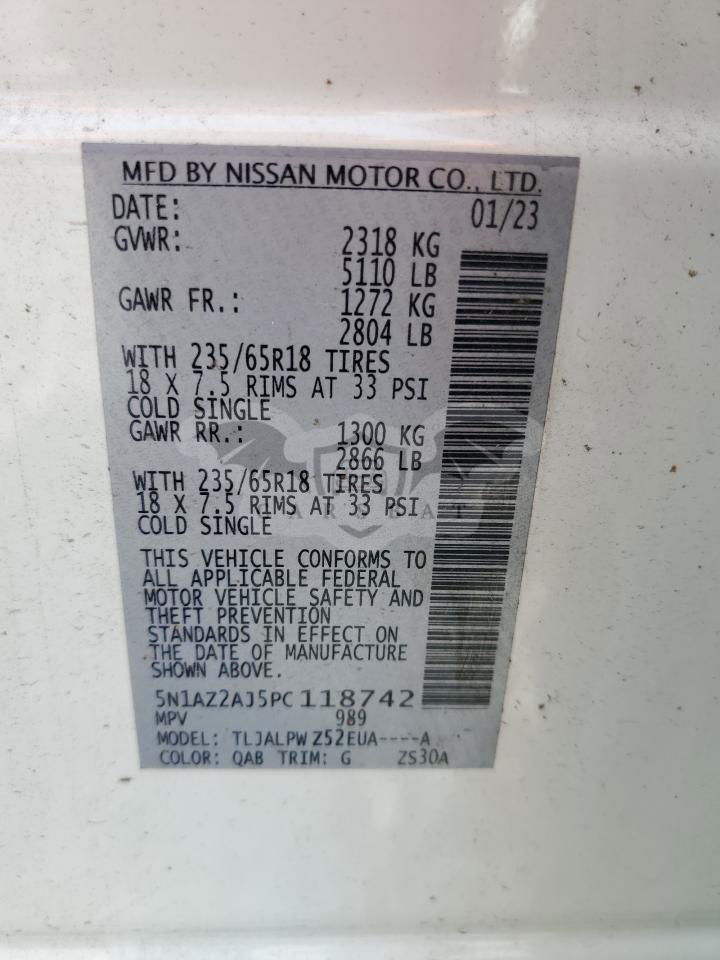 MFD BY NISSAN MOTOR CO., LTD.
DATE: 01/23
GVWR: 2318 KG
5110 LB
GAWR FR.: 1272 KG
2804 LB
WITH 235/65R18 TIRES
18 X 7.5 RIMS AT 33 PSI
COLD SINGLE
GAWR RR.: 1300 KG
2866 LB
WITH 235/65R18 TIRES
18 X 7.5 RIMS AT 33 PSI
COLD SINGLE
THIS VEHICLE CONFORMS TO
ALL APPLICABLE FEDERAL
MOTOR VEHICLE SAFETY AND
THEFT PREVENTION
STANDARDS IN EFFECT ON
THE DATE OF MANUFACTURE
SHOWN ABOVE.
5N1AZ2AJ5PC118742
MPV 989
MODEL: TLJALPWZ52EUA----A
COLOR: QAB TRIM: G ZS30A